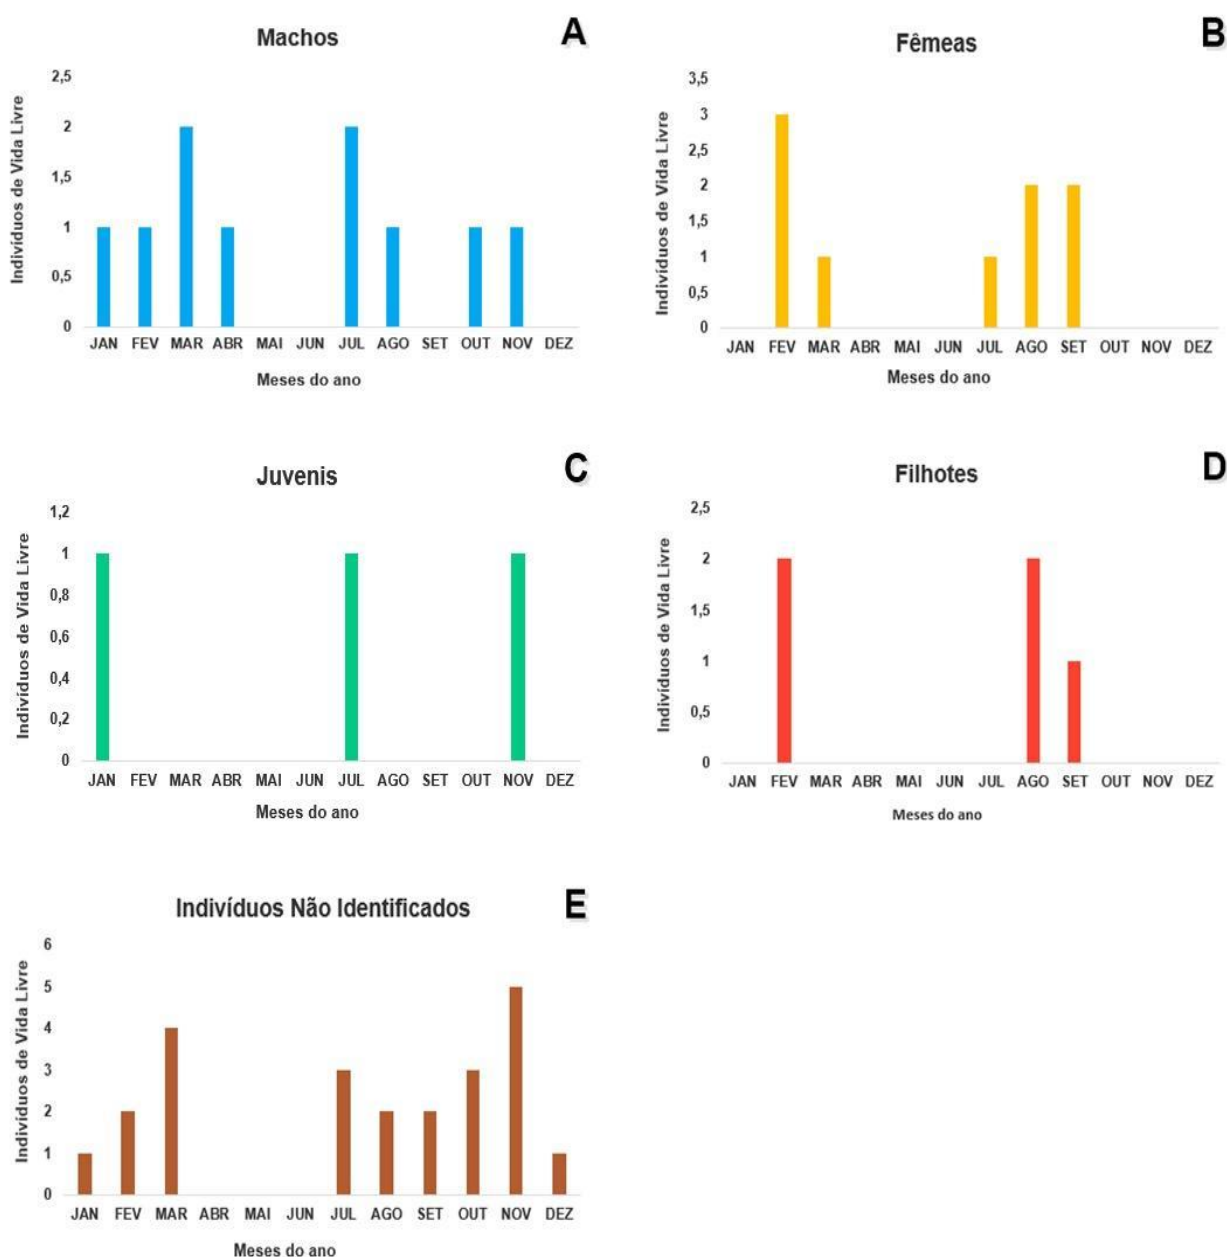 Machos
A
Indivíduos de Vida Livre
2,5
2
1,5
1
0,5
0
JAN FEV MAR ABR MAI JUN JUL AGO SET OUT NOV DEZ
Meses do ano
Fêmeas
B
Indivíduos de Vida Livre
3,5
3
2,5
2
1,5
1
0,5
0
JAN FEV MAR ABR MAI JUN JUL AGO SET OUT NOV DEZ
Meses do ano
Juvenis
C
Indivíduos de Vida Livre
1,2
1
0,8
0,6
0,4
0,2
0
JAN FEV MAR ABR MAI JUN JUL AGO SET OUT NOV DEZ
Meses do ano
Filhotes
D
Indivíduos de Vida Livre
2,5
2
1,5
1
0,5
0
JAN FEV MAR ABR MAI JUN JUL AGO SET OUT NOV DEZ
Meses do ano
Indivíduos Não Identificados
E
Indivíduos de Vida Livre
6
5
4
3
2
1
0
JAN FEV MAR ABR MAI JUN JUL AGO SET OUT NOV DEZ
Meses do ano